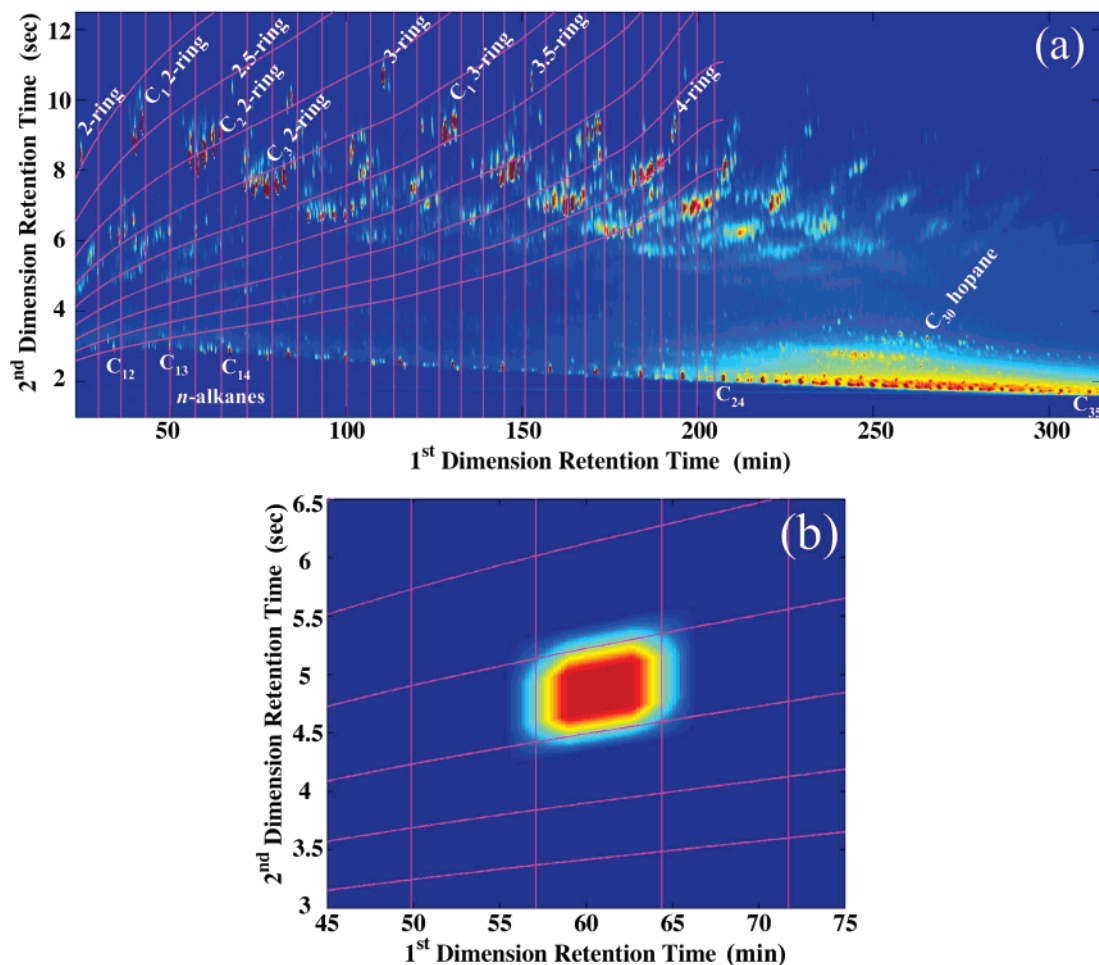 (a)
2nd Dimension Retention Time (sec)
12
10
8
6
4
2
2-ring
C1 2-ring
2.5-ring
C2 2-ring
C3 2-ring
3-ring
C1 3-ring
3.5-ring
4-ring
C30 hopane
C12
C13
C14
n-alkanes
C24
C35
50
100
150
200
250
300
1st Dimension Retention Time (min)
(b)
2nd Dimension Retention Time (sec)
6.5
6
5.5
5
4.5
4
3.5
3
45
50
55
60
65
70
75
1st Dimension Retention Time (min)